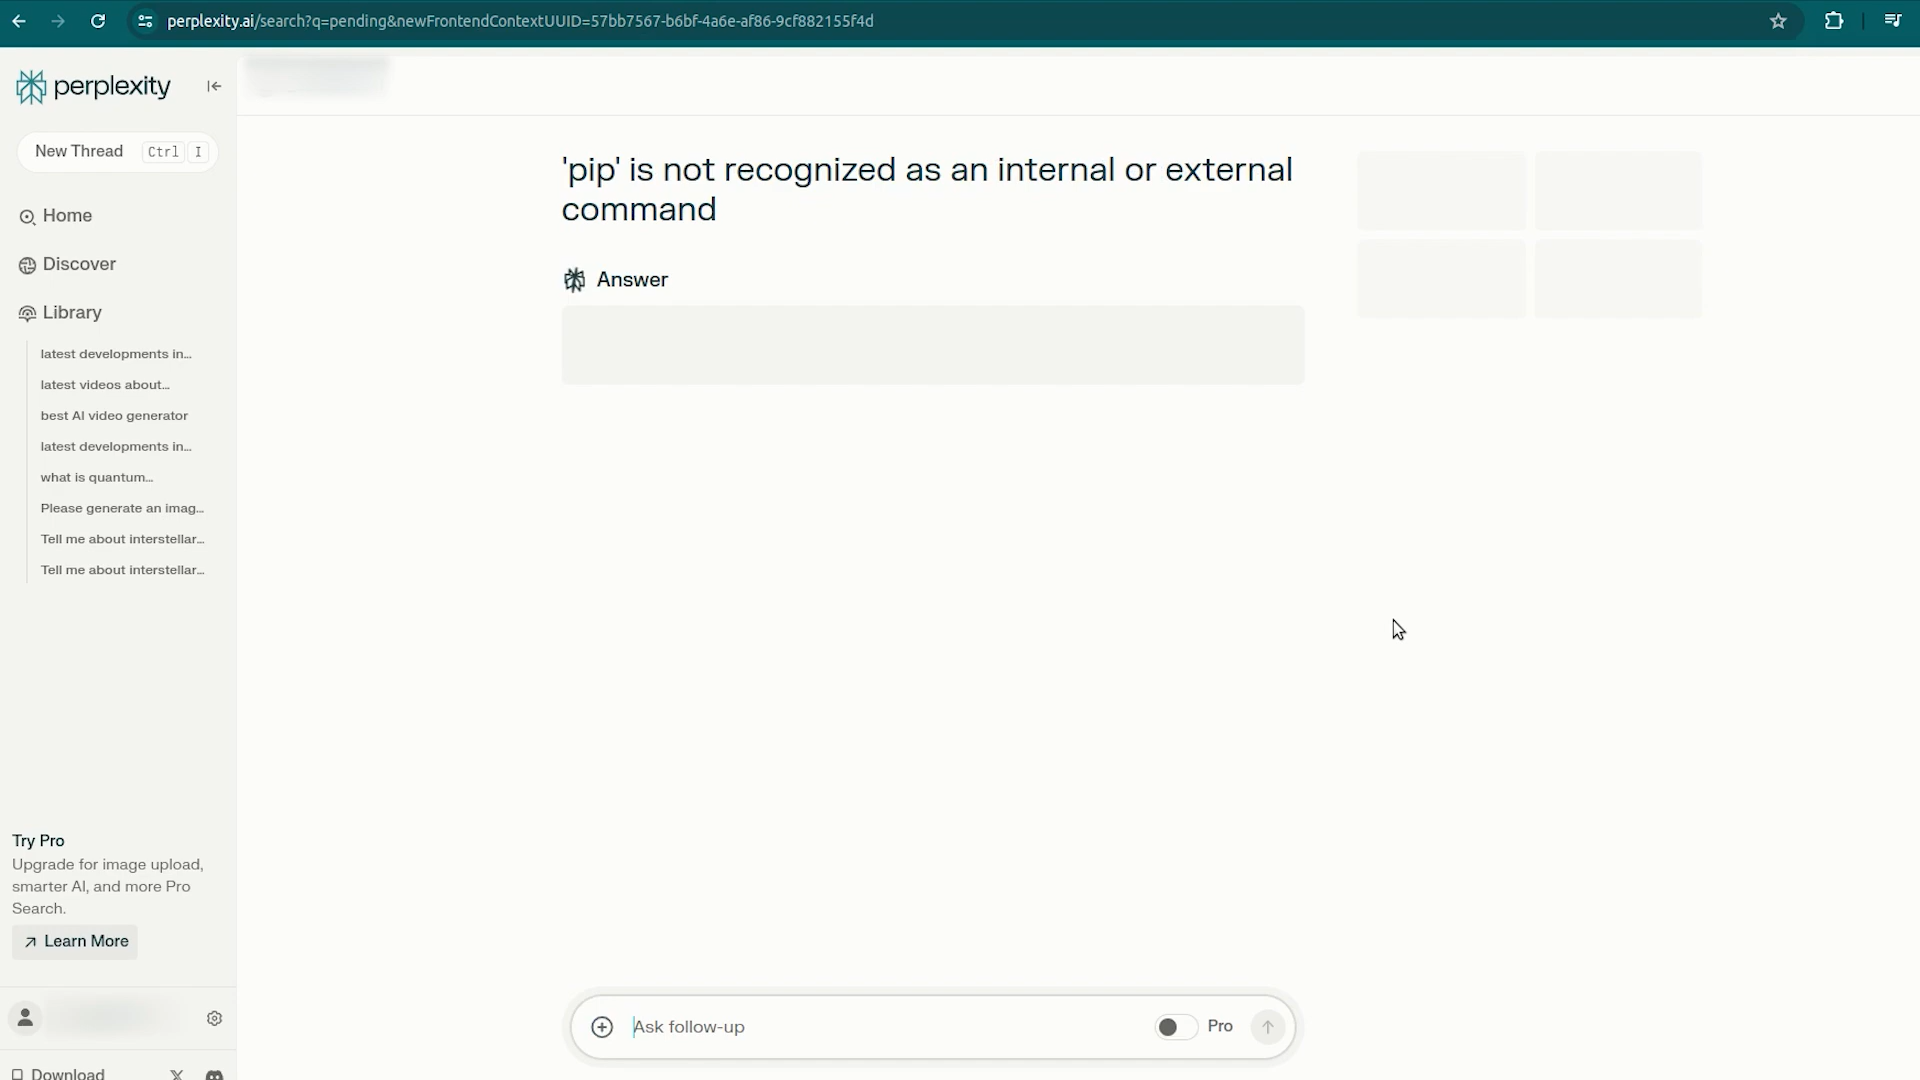 perplexity.ai/search?q=pending&newFrontendContextUUID=57bb7567-b6bf-4a6e-af86-9cf882155f4d
perplexity
New Thread Ctrl I
Home
Discover
Library
latest developments in...
latest videos about...
best AI video generator
latest developments in...
what is quantum...
Please generate an imag...
Tell me about interstellar...
Tell me about interstellar...
Try Pro
Upgrade for image upload,
smarter AI, and more Pro
Search.
Learn More
Download
'pip' is not recognized as an internal or external
command
Answer
Ask follow-up
Pro